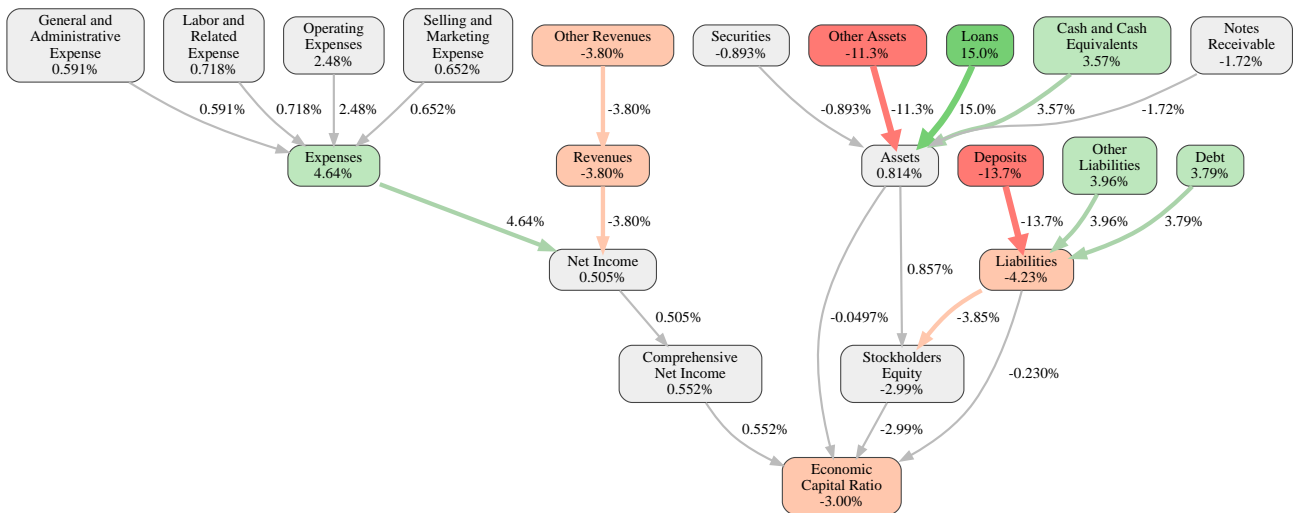 General and
Administrative
Expense
0.591%
Labor and
Related
Expense
0.718%
Operating
Expenses
2.48%
Selling and
Marketing
Expense
0.652%
Other Revenues
-3.80%
Securities
-0.893%
Other Assets
-11.3%
Loans
15.0%
Cash and Cash
Equivalents
3.57%
Notes
Receivable
-1.72%
0.591%
0.718%
2.48%
0.652%
-3.80%
-0.893%
-11.3%
15.0%
3.57%
-1.72%
Expenses
4.64%
Revenues
-3.80%
Assets
0.814%
Deposits
-13.7%
Other
Liabilities
3.96%
Debt
3.79%
4.64%
-3.80%
-13.7%
3.96%
3.79%
Net Income
0.505%
0.857%
Liabilities
-4.23%
0.505%
-0.0497%
-3.85%
Comprehensive
Net Income
0.552%
Stockholders
Equity
-2.99%
-0.230%
0.552%
-2.99%
Economic
Capital Ratio
-3.00%